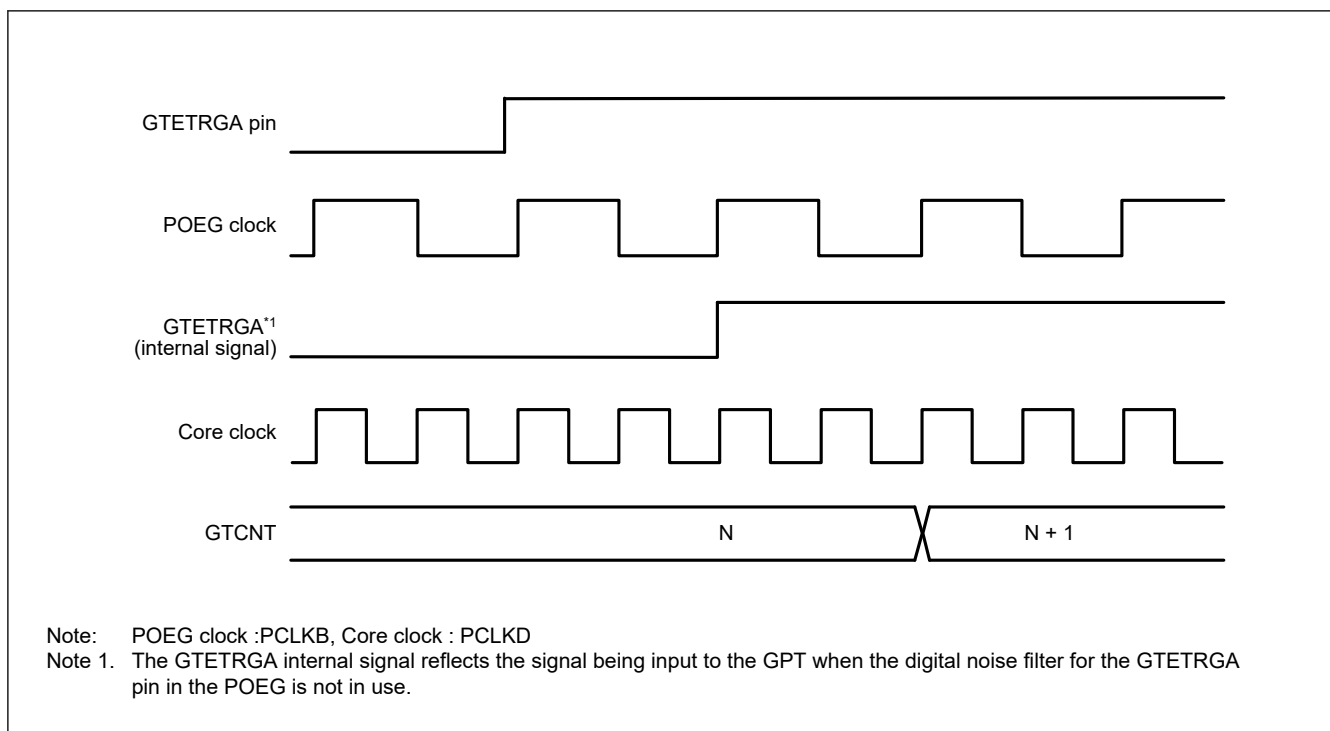 GTETRGA pin
POEG clock
GTETRGA*1
(internal signal)
Core clock
GTCNT N N + 1
Note: POEG clock :PCLKB, Core clock : PCLKD
Note 1. The GTETRGA internal signal reflects the signal being input to the GPT when the digital noise filter for the GTETRGA
pin in the POEG is not in use.